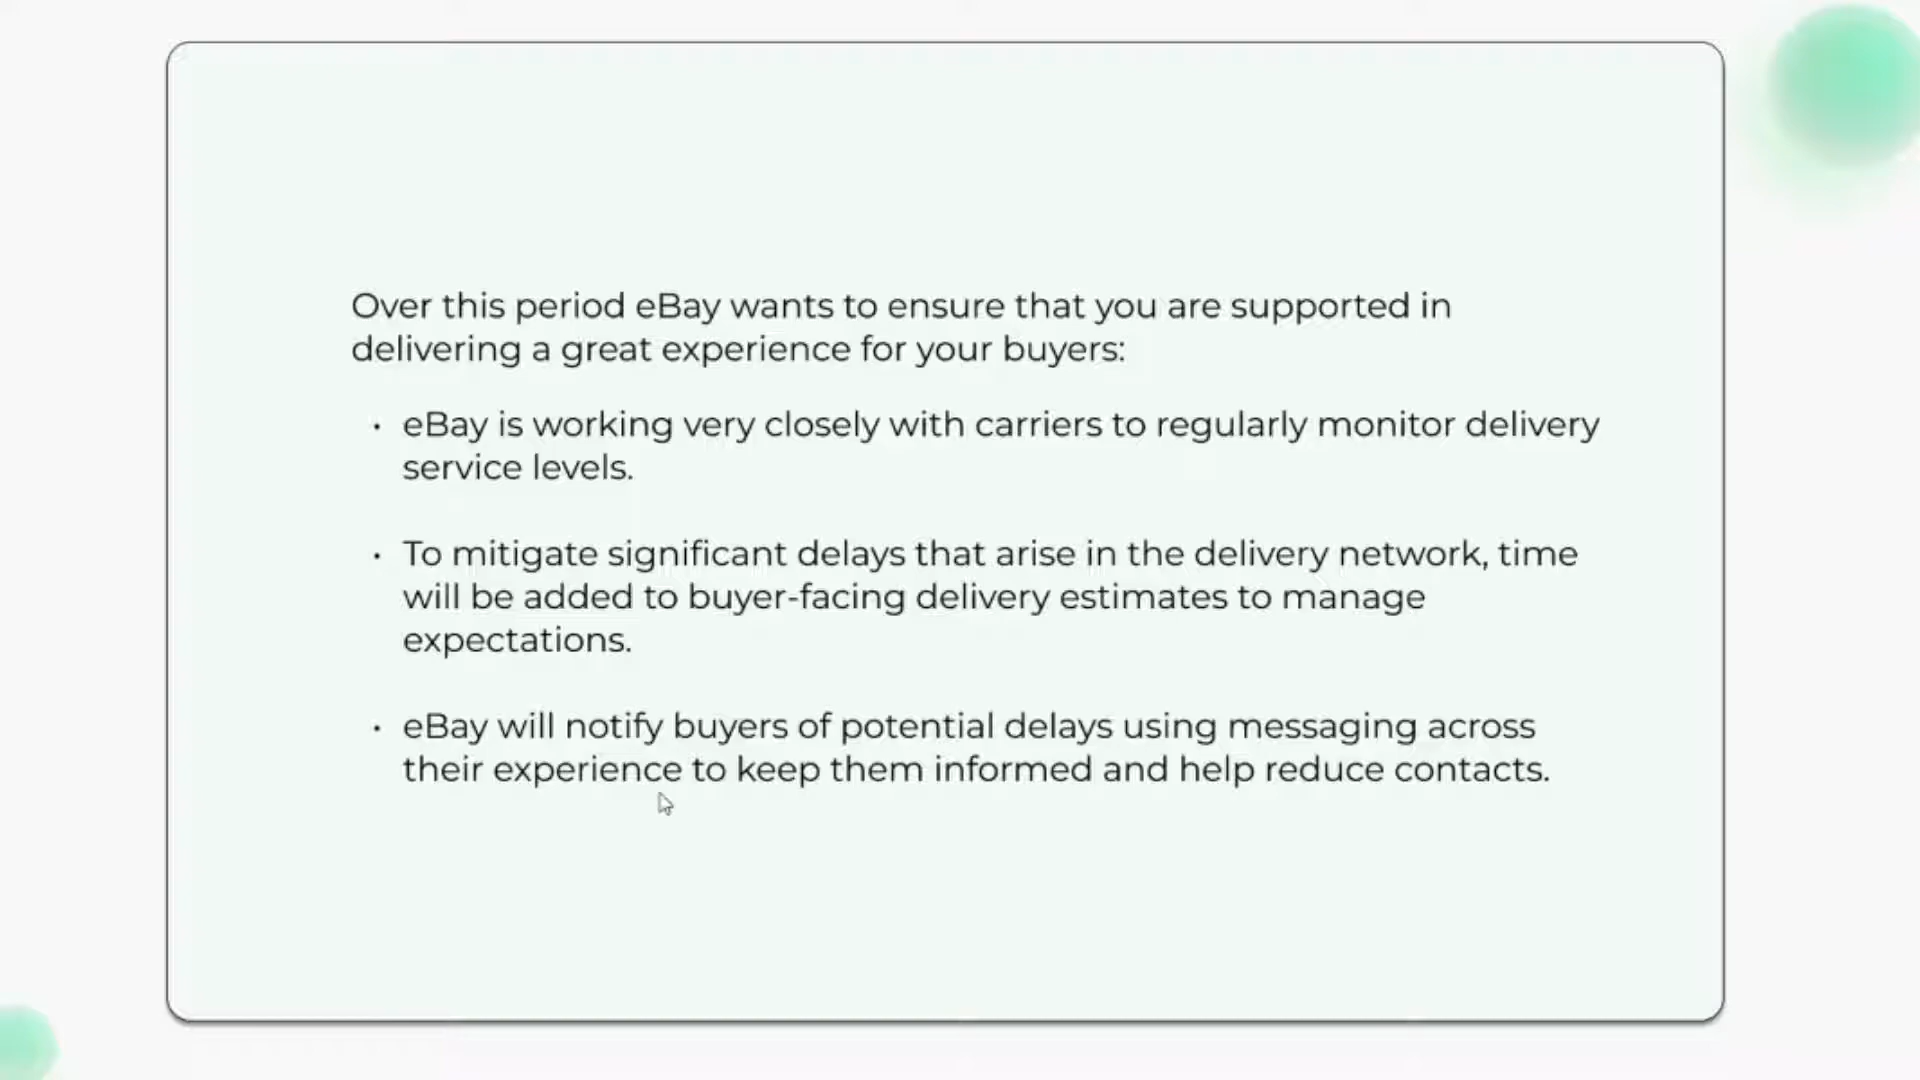 Over this period eBay wants to ensure that you are supported in
delivering a great experience for your buyers:
• eBay is working very closely with carriers to regularly monitor delivery
service levels.
• To mitigate significant delays that arise in the delivery network, time
will be added to buyer-facing delivery estimates to manage
expectations.
• eBay will notify buyers of potential delays using messaging across
their experience to keep them informed and help reduce contacts.